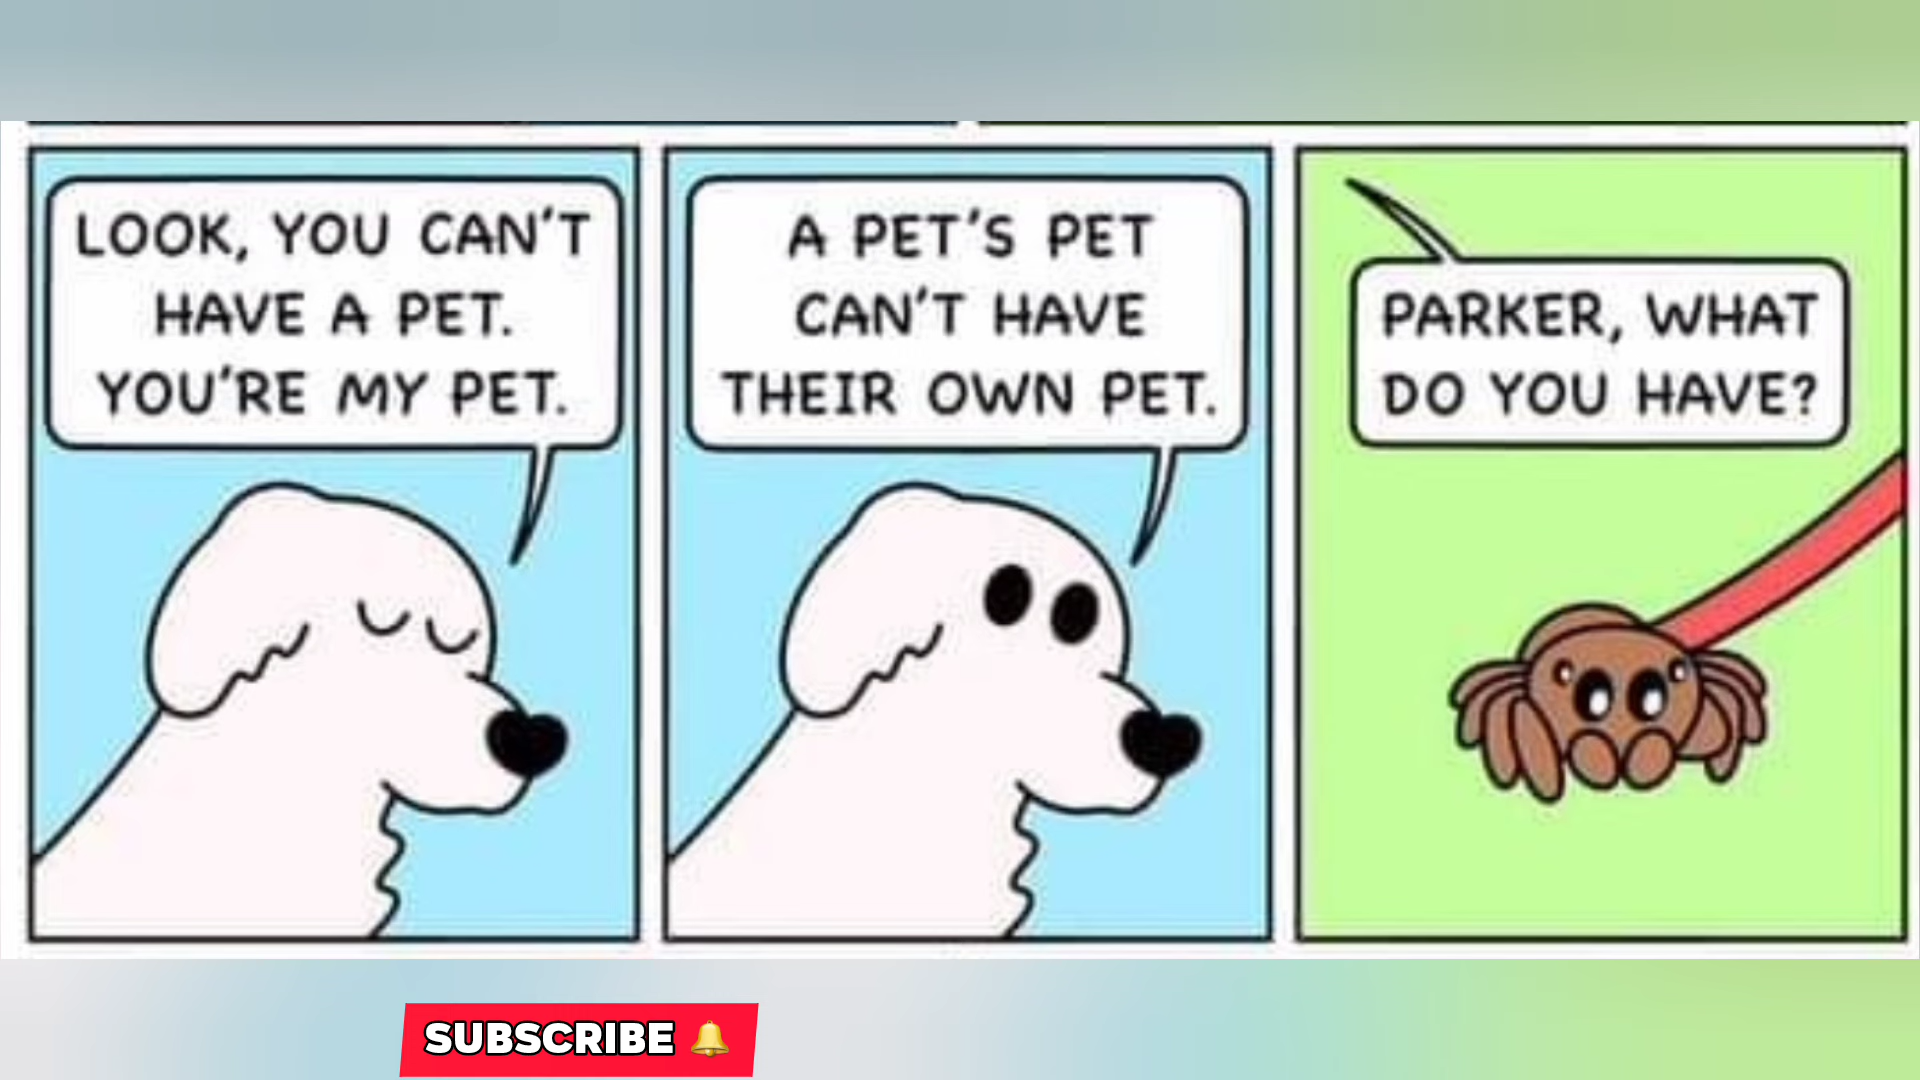 LOOK, YOU CAN'T
HAVE A PET.
YOU'RE MY PET.
A PET'S PET
CAN'T HAVE
THEIR OWN PET.
PARKER, WHAT
DO YOU HAVE?
SUBSCRIBE 🔔